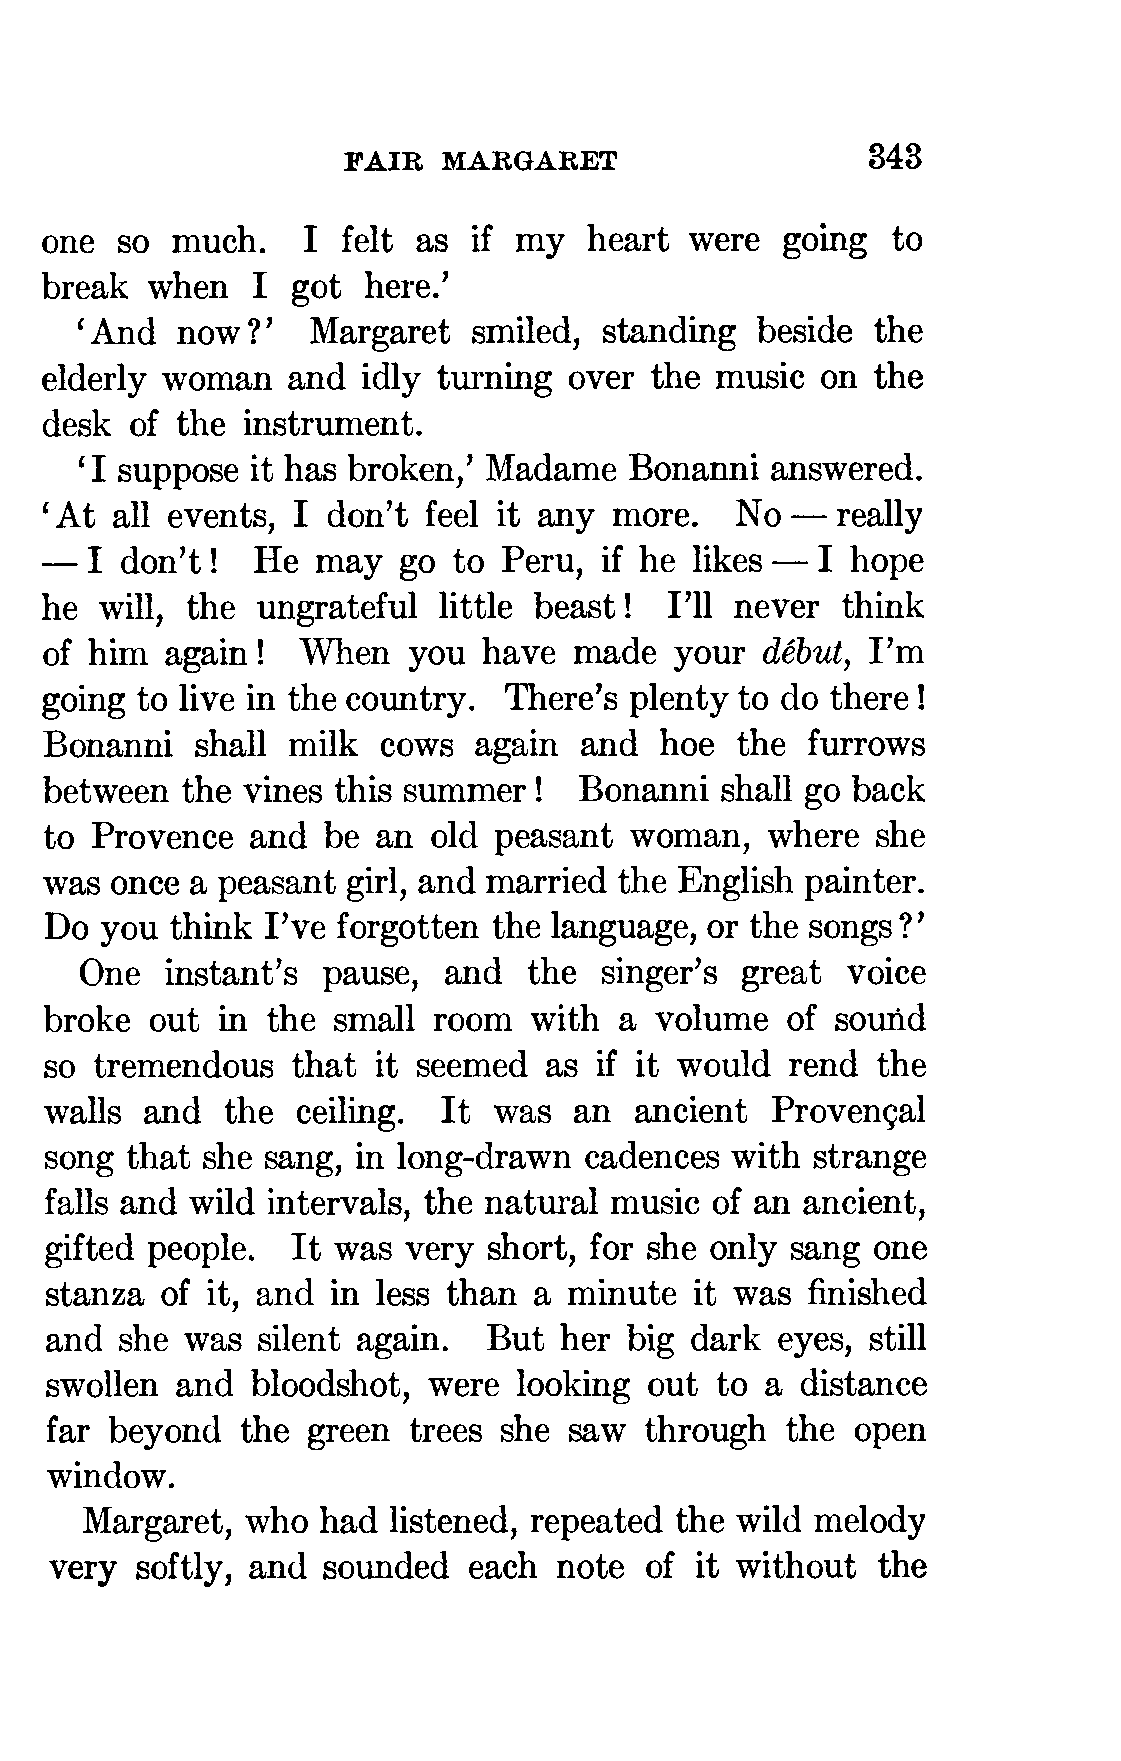 FAIR MARGARET 343
one so much. I felt as if my heart were going to
break when I got here.’
‘And now?’ Margaret smiled, standing beside the
elderly woman and idly turning over the music on the
desk of the instrument.
‘I suppose it has broken,’ Madame Bonanni answered.
‘At all events, I don’t feel it any more. No — really
— I don’t! He may go to Peru, if he likes — I hope
he will, the ungrateful little beast! I’ll never think
of him again! When you have made your début, I’m
going to live in the country. There’s plenty to do there!
Bonanni shall milk cows again and hoe the furrows
between the vines this summer! Bonanni shall go back
to Provence and be an old peasant woman, where she
was once a peasant girl, and married the English painter.
Do you think I’ve forgotten the language, or the songs?’
One instant’s pause, and the singer’s great voice
broke out in the small room with a volume of sound
so tremendous that it seemed as if it would rend the
walls and the ceiling. It was an ancient Provençal
song that she sang, in long-drawn cadences with strange
falls and wild intervals, the natural music of an ancient,
gifted people. It was very short, for she only sang one
stanza of it, and in less than a minute it was finished
and she was silent again. But her big dark eyes, still
swollen and bloodshot, were looking out to a distance
far beyond the green trees she saw through the open
window.
Margaret, who had listened, repeated the wild melody
very softly, and sounded each note of it without the